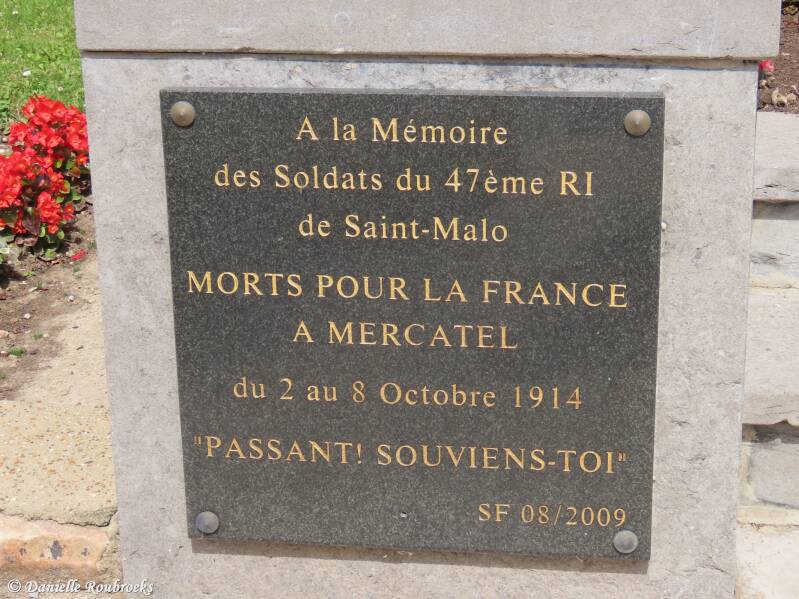 A la Mémoire
des Soldats du 47ème RI
de Saint-Malo
MORTS POUR LA FRANCE
A MERCATEL
du 2 au 8 Octobre 1914
"PASSANT! SOUVIENS-TOI"
SF 08/2009
© Danielle Roubroeks